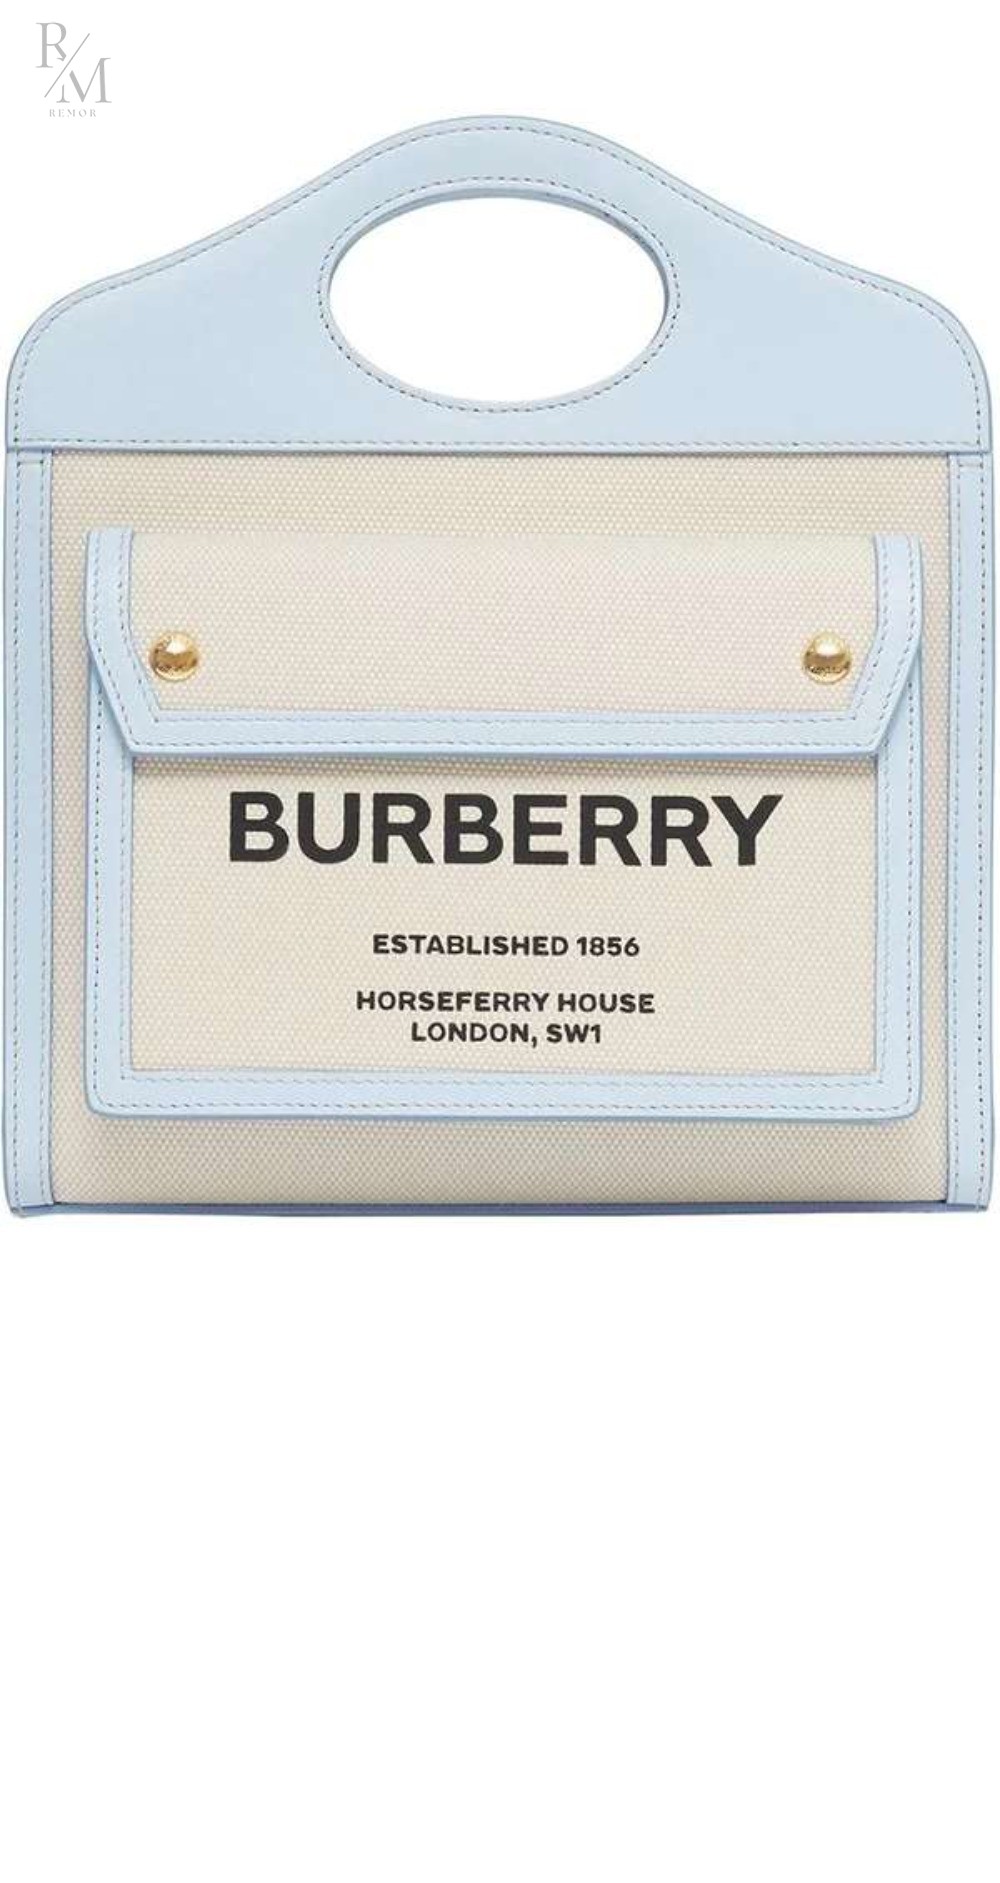 R/M
REMOR
BURBERRY
ESTABLISHED 1856
HORSEFERRY HOUSE
LONDON, SW1